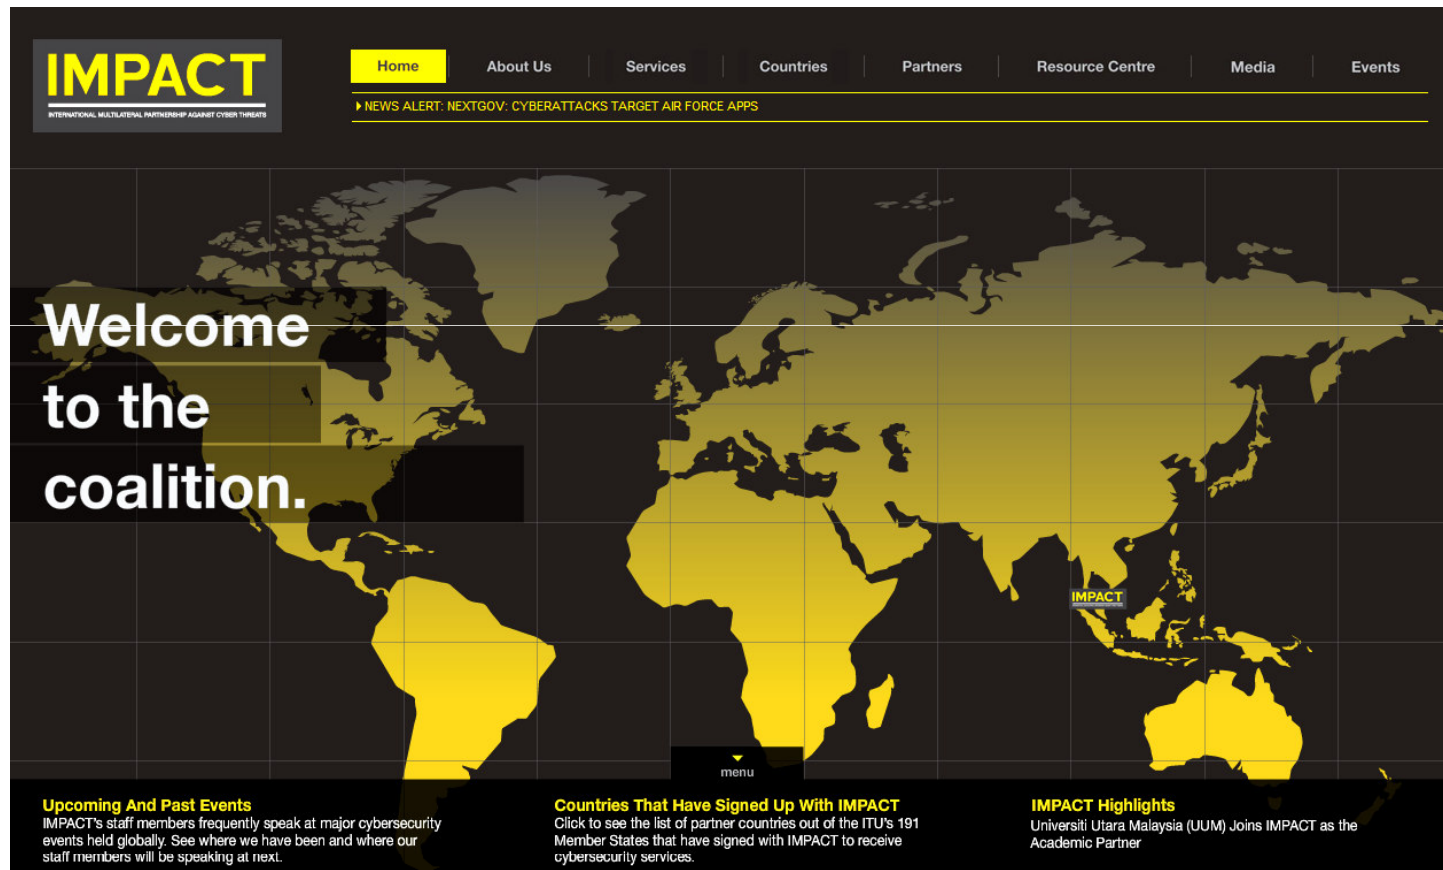 IMPACT
INTERNATIONAL MULTILATERAL PARTNERSHIP AGAINST CYBER THREATS
Home
About Us
Services
Countries
Partners
Resource Centre
Media
Events
NEWS ALERT: NEXTGOV: CYBERATTACKS TARGET AIR FORCE APPS
Welcome
to the
coalition.
IMPACT
menu
Upcoming And Past Events
IMPACT's staff members frequently speak at major cybersecurity
events held globally. See where we have been and where our
staff members will be speaking at next.
Countries That Have Signed Up With IMPACT
Click to see the list of partner countries out of the ITU's 191
Member States that have signed with IMPACT to receive
cybersecurity services.
IMPACT Highlights
Universiti Utara Malaysia (UUM) Joins IMPACT as the
Academic Partner